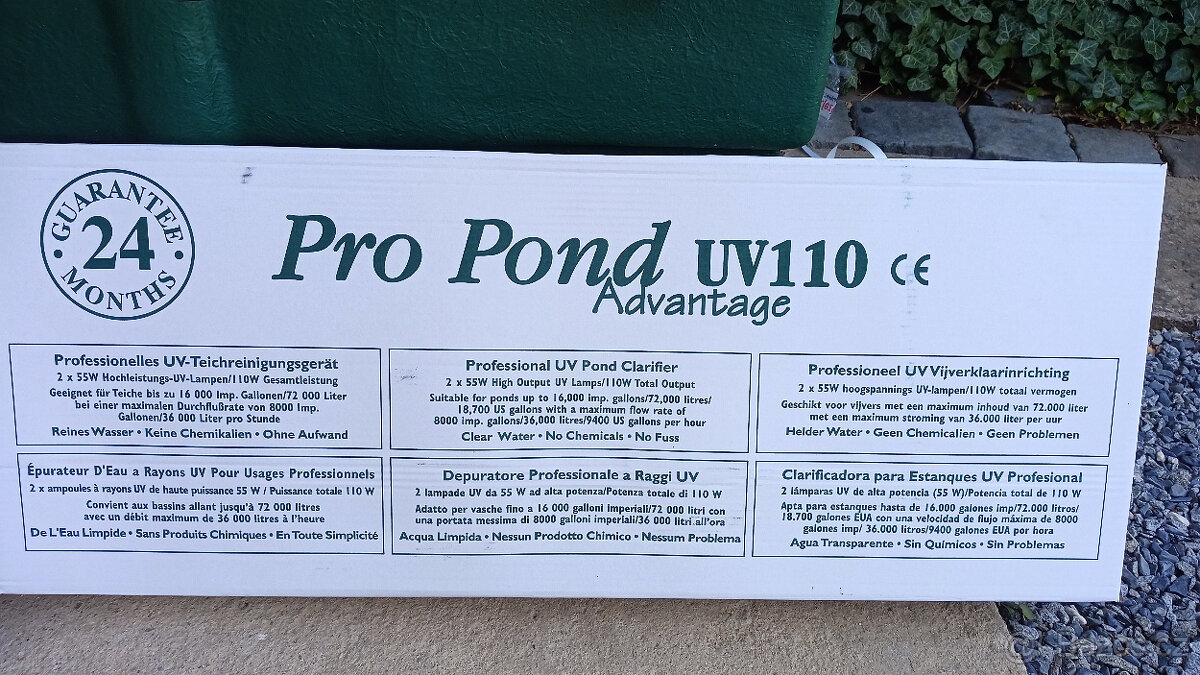 GUARANTEE
24
MONTHS
Pro Pond UV110 CE
Advantage
Professionelles UV-Teichreinigungsgerät
2 x 55W Hochleistungs-UV-Lampen/110W Gesamtleistung
Geeignet für Teiche bis zu 16 000 Imp. Gallonen/72 000 Liter
bei einer maximalen Durchflußrate von 8000 Imp.
Gallonen/36 000 Liter pro Stunde
Reines Wasser • Keine Chemikalien • Ohne Aufwand
Professional UV Pond Clarifier
2 x 55W High Output UV Lamps/110W Total Output
Suitable for ponds up to 16,000 imp. gallons/72,000 litres/
18,700 US gallons with a maximum flow rate of
8000 imp. gallons/36,000 litres/9400 US gallons per hour
Clear Water • No Chemicals • No Fuss
Professioneel UV Vijverklaarinrichting
2 x 55W hoogspannings UV-lampen/110W totaal vermogen
Geschikt voor vijvers met een maximum inhoud van 72.000 liter
met een maximum stroming van 36.000 liter per uur
Helder Water • Geen Chemicalien • Geen Problemen
Épurateur D'Eau a Rayons UV Pour Usages Professionnels
2 x ampoules à rayons UV de haute puissance 55 W / Puissance totale 110 W
Convient aux bassins allant jusqu'à 72 000 litres
avec un débit maximum de 36 000 litres à l'heure
De L'Eau Limpide • Sans Produits Chimiques • En Toute Simplicité
Depuratore Professionale a Raggi UV
2 lampade UV da 55 W ad alta potenza/Potenza totale di 110 W
Adatto per vasche fino a 16 000 galloni imperiali/72 000 litri con
una portata messima di 8000 galloni imperiali/36 000 litri all'ora
Acqua Limpida • Nessun Prodotto Chimico • Nessum Problema
Clarificadora para Estanques UV Profesional
2 lámparas UV de alta potencia (55 W)/Potencia total de 110 W
Apta para estanques hasta de 16.000 galones imp/72.000 litros/
18.700 galones EUA con una velocidad de flujo máxima de 8000
galones imp/ 36.000 litros/9400 galones EUA por hora
Agua Transparente • Sin Químicos • Sin Problemas